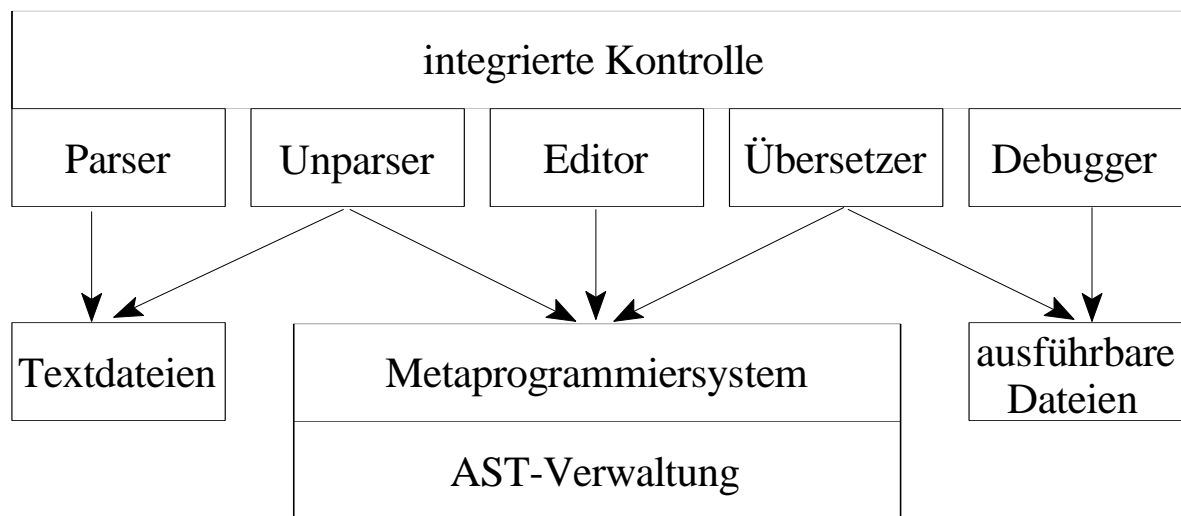 integrierte Kontrolle
Parser
Unparser
Editor
Übersetzer
Debugger
Textdateien
Metaprogrammiersystem
ausführbare
Dateien
AST-Verwaltung